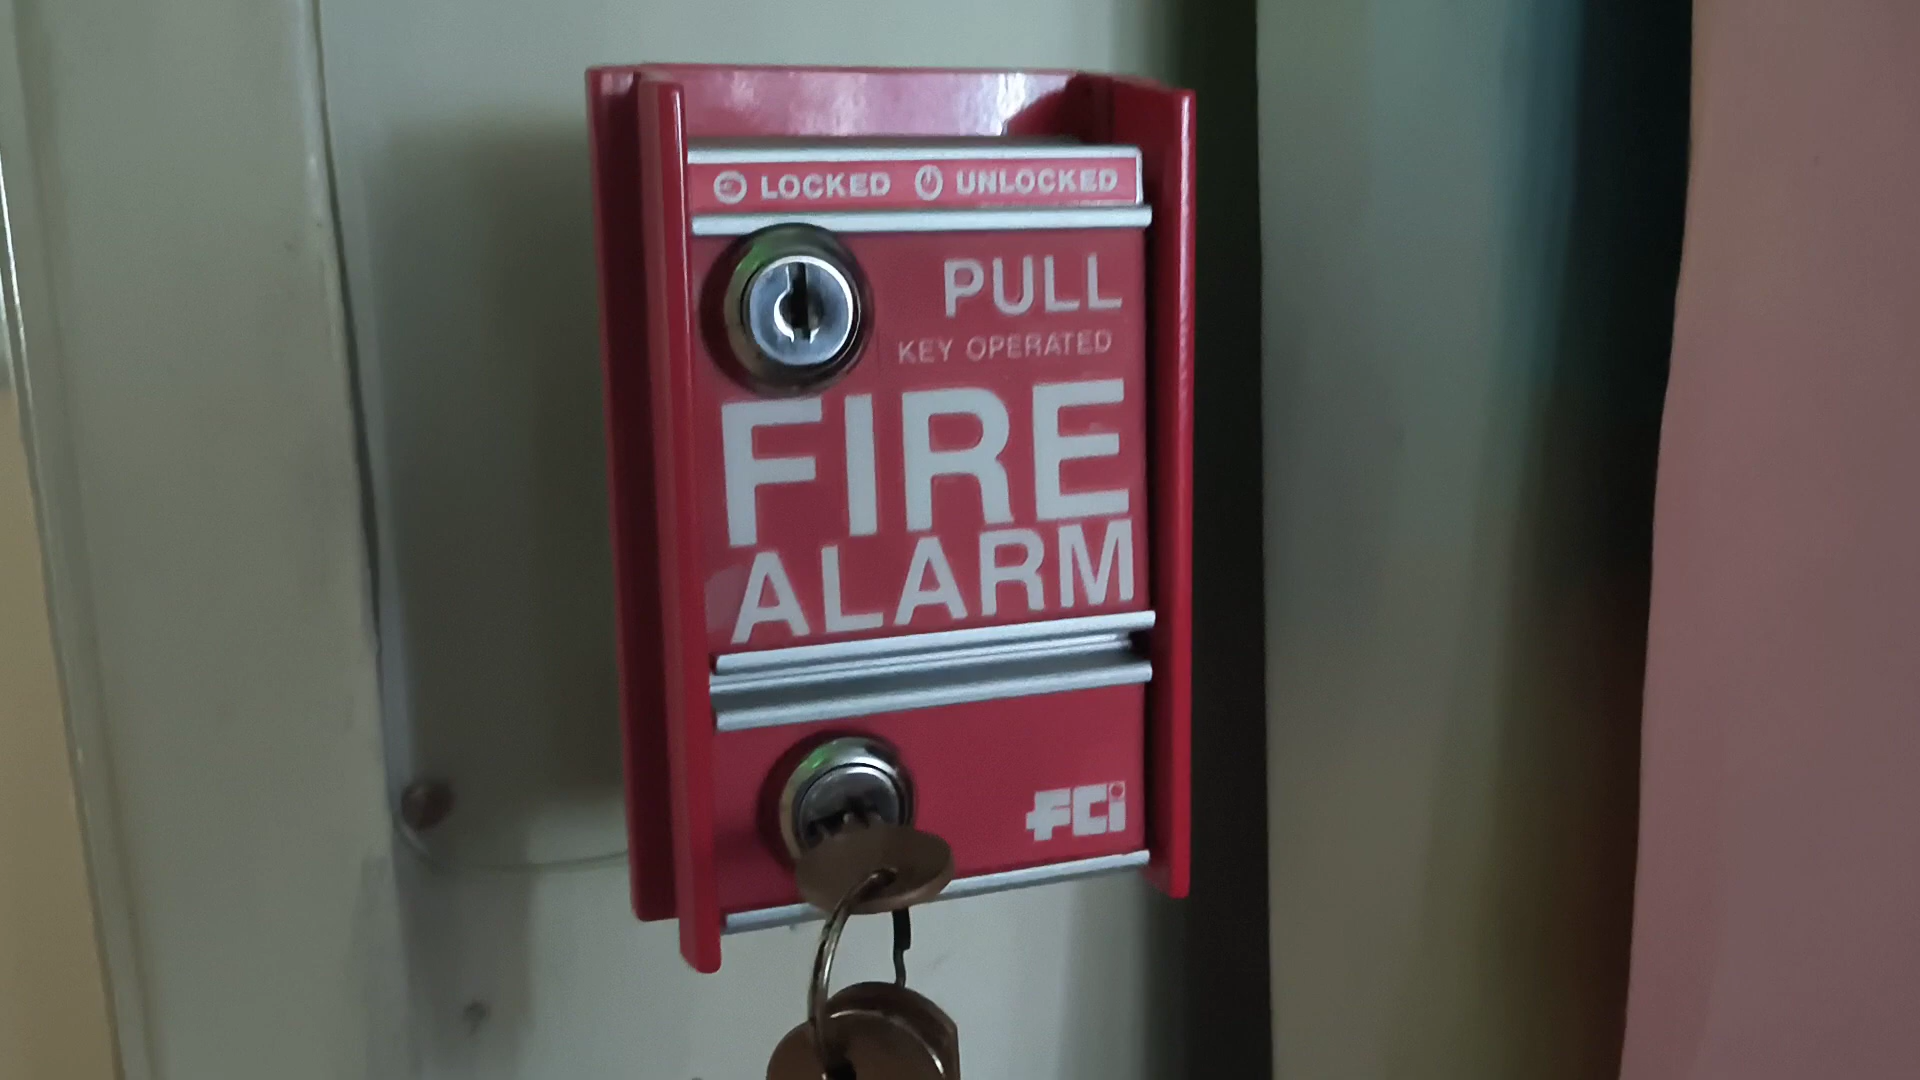 LOCKED UNLOCKED
PULL
KEY OPERATED
FIRE
ALARM
FCi